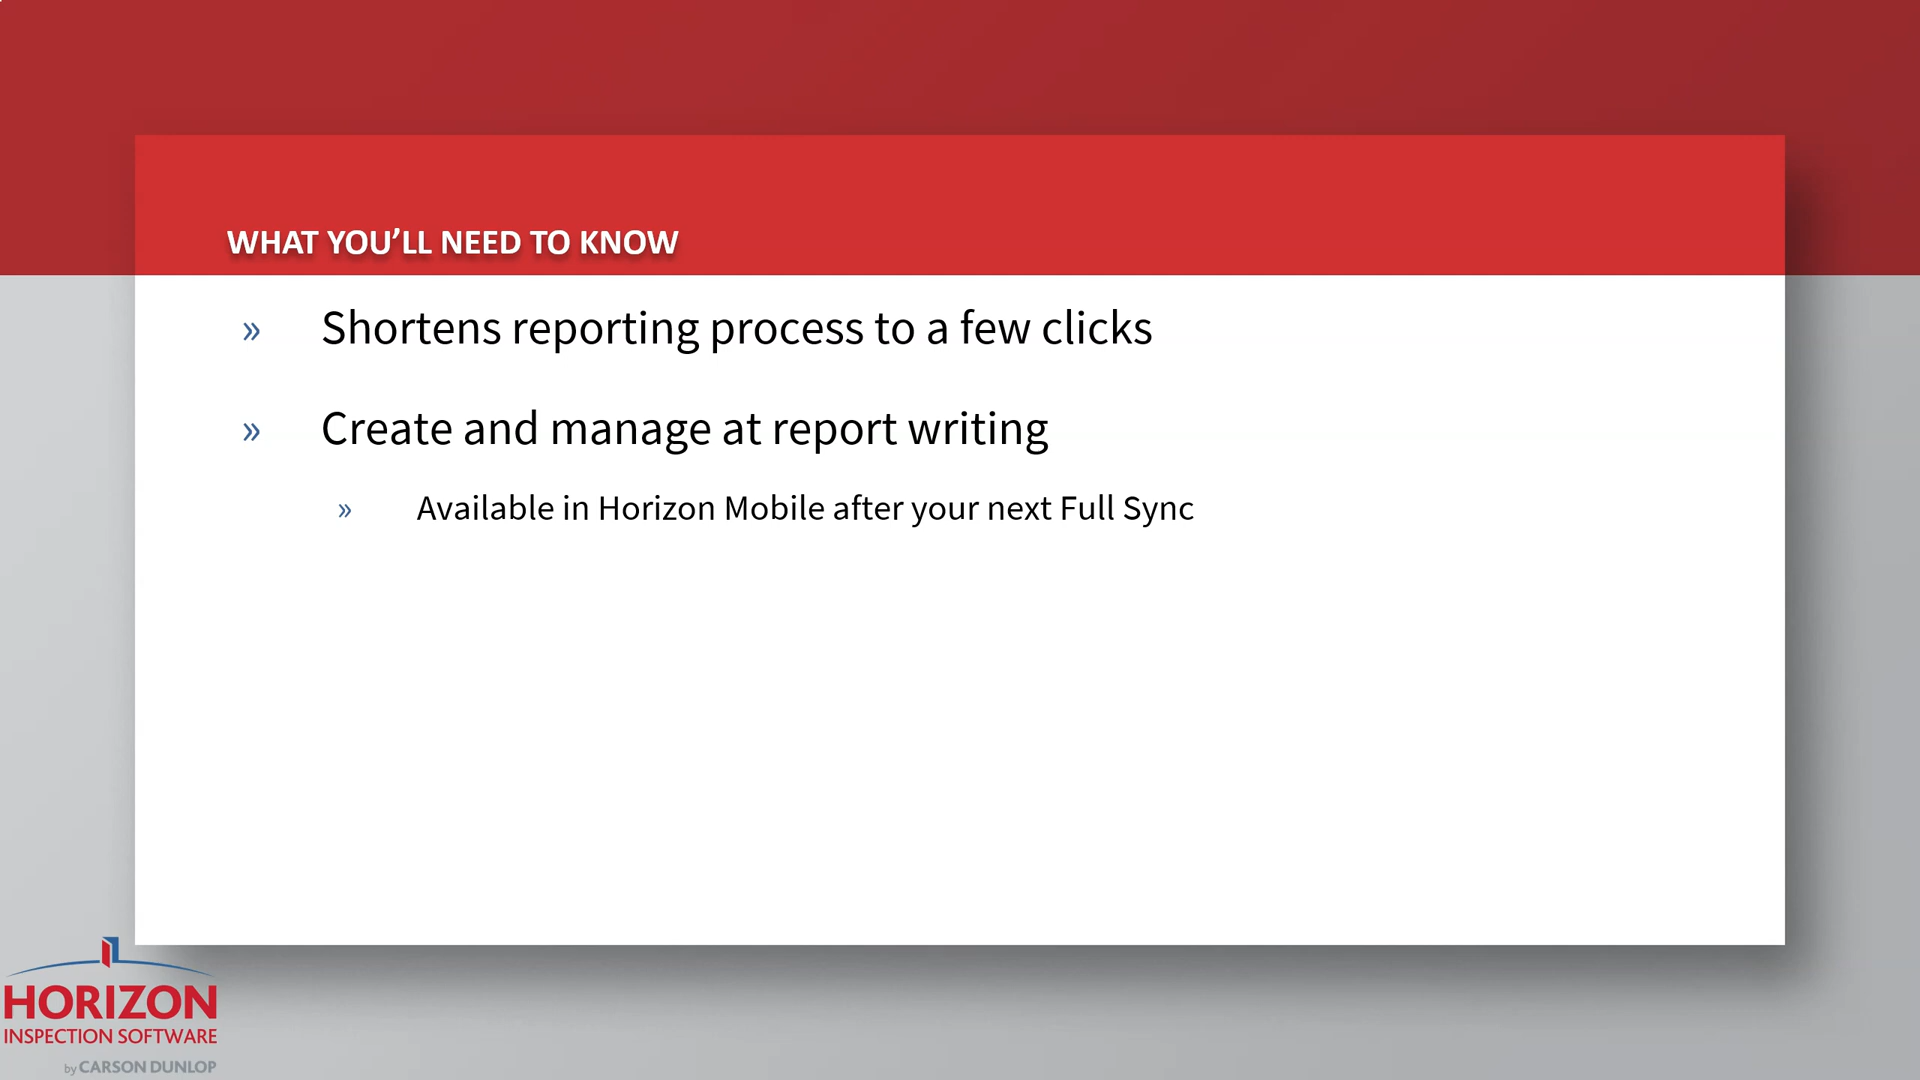 WHAT YOU’LL NEED TO KNOW
» Shortens reporting process to a few clicks
» Create and manage at report writing
» Available in Horizon Mobile after your next Full Sync
HORIZON
INSPECTION SOFTWARE
by CARSON DUNLOP